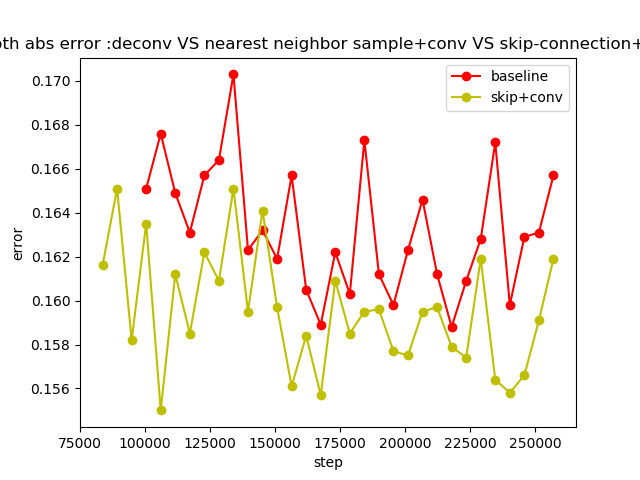 oth abs error :deconv VS nearest neighbor sample+conv VS skip-connection+
baseline
skip+conv
0.170
0.168
0.166
0.164
0.162
0.160
0.158
0.156
error
75000 100000 125000 150000 175000 200000 225000 250000
step